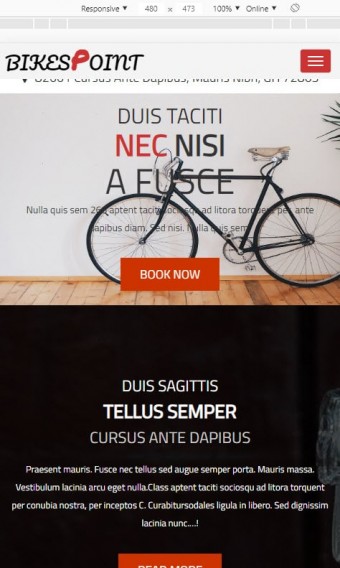 Responsive 480 x 473 100% Online
BIKESPOINT
Cursus Ante Dapibus, Mauris Nibh, GH
DUIS TACITI
NEC NISI
A FUSCE
Nulla quis sem 26 aptent taciti sociosqu ad litora torquent per ante
dapibus diam. Sed nisi. Nulla quis sem
BOOK NOW
DUIS SAGITTIS
TELLUS SEMPER
CURSUS ANTE DAPIBUS
Praesent mauris. Fusce nec tellus sed augue semper porta. Mauris massa.
Vestibulum lacinia arcu eget nulla.Class aptent taciti sociosqu ad litora torquent
per conubia nostra, per inceptos C. Curabitursodales ligula in libero. Sed dignissim
lacinia nunc....!
READ MORE